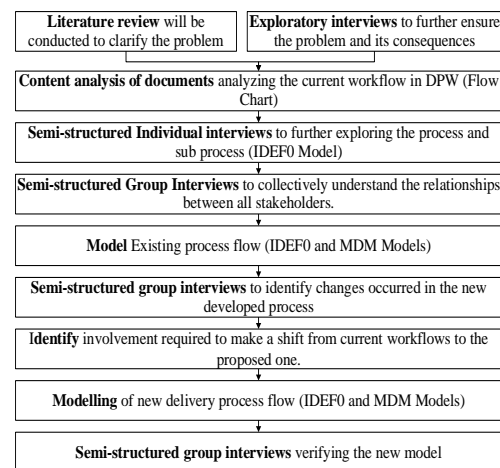 Literature review will be
conducted to clarify the problem
Exploratory interviews to further ensure
the problem and its consequences
Content analysis of documents analyzing the current workflow in DPW (Flow
Chart)
Semi-structured Individual interviews to further exploring the process and
sub process (IDEF0 Model)
Semi-structured Group Interviews to collectively understand the relationships
between all stakeholders.
Model Existing process flow (IDEF0 and MDM Models)
Semi-structured group interviews to identify changes occurred in the new
developed process
Identify involvement required to make a shift from current workflows to the
proposed one.
Modelling of new delivery process flow (IDEF0 and MDM Models)
Semi-structured group interviews verifying the new model